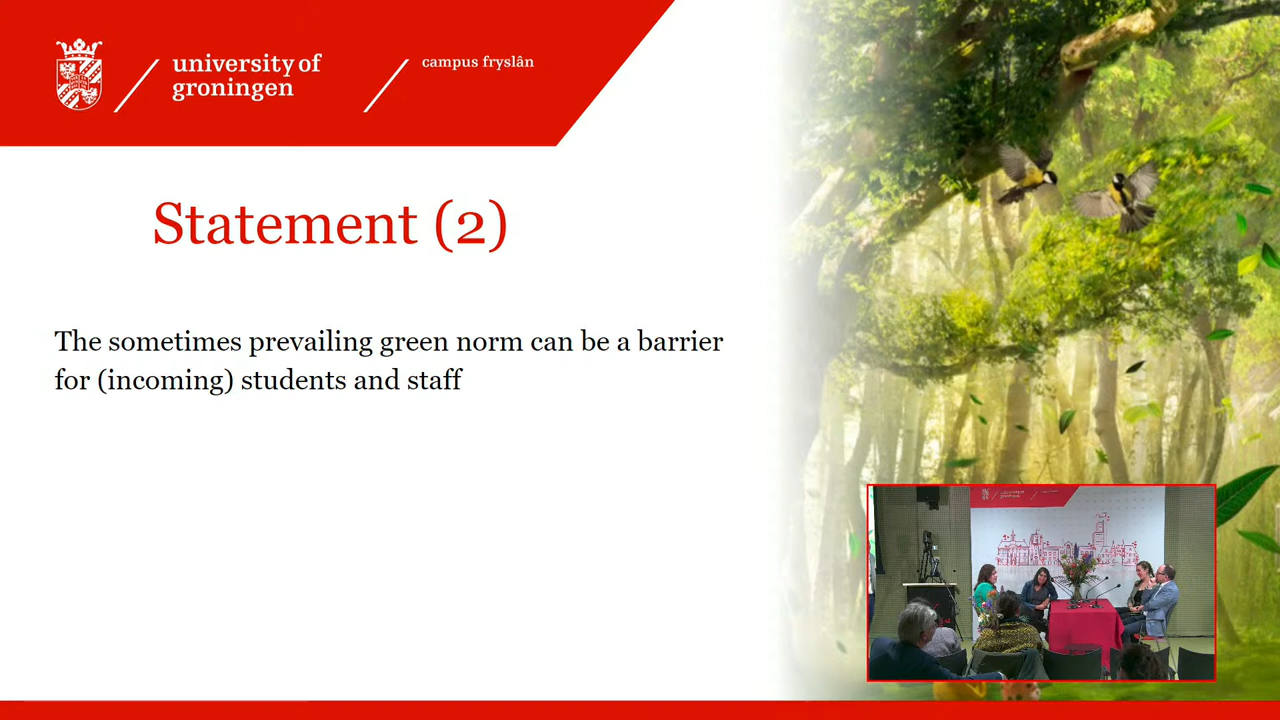 university of
groningen
campus fryslân
Statement (2)
The sometimes prevailing green norm can be a barrier
for (incoming) students and staff